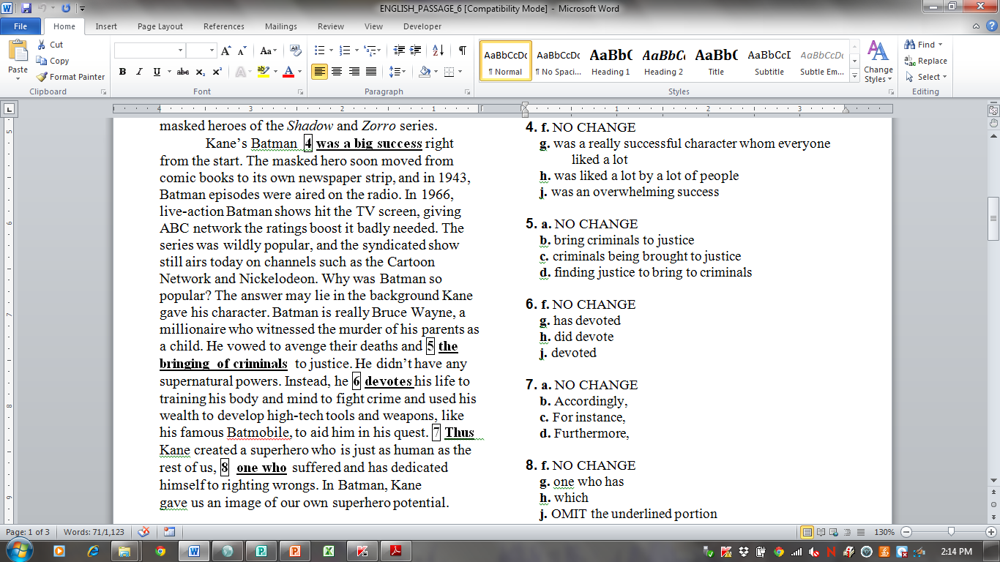 ENGLISH_PASSAGE_6 [Compatibility Mode] - Microsoft Word
File Home Insert Page Layout References Mailings Review View Developer
Paste
Cut
Copy
Format Painter
Clipboard
Font
Paragraph
AaBbCcDc AaBbCcDc AaBbC AaBbC AaBbC AaBbCcI AaBbCcDc
¶ Normal ¶ No Spaci... Heading 1 Heading 2 Title Subtitle Subtle Em...
Styles
Change
Styles
Find
Replace
Select
Editing
masked heroes of the Shadow and Zorro series.
Kane's Batman 4 was a big success right
from the start. The masked hero soon moved from
comic books to its own newspaper strip, and in 1943,
Batman episodes were aired on the radio. In 1966,
live-action Batman shows hit the TV screen, giving
ABC network the ratings boost it badly needed. The
series was wildly popular, and the syndicated show
still airs today on channels such as the Cartoon
Network and Nickelodeon. Why was Batman so
popular? The answer may lie in the background Kane
gave his character. Batman is really Bruce Wayne, a
millionaire who witnessed the murder of his parents as
a child. He vowed to avenge their deaths and 5 the
bringing of criminals to justice. He didn't have any
supernatural powers. Instead, he 6 devotes his life to
training his body and mind to fight crime and used his
wealth to develop high-tech tools and weapons, like
his famous Batmobile, to aid him in his quest. 7 Thus
Kane created a superhero who is just as human as the
rest of us, 8 one who suffered and has dedicated
himself to righting wrongs. In Batman, Kane
gave us an image of our own superhero potential.
4. f. NO CHANGE
g. was a really successful character whom everyone
liked a lot
h. was liked a lot by a lot of people
j. was an overwhelming success
5. a. NO CHANGE
b. bring criminals to justice
c. criminals being brought to justice
d. finding justice to bring to criminals
6. f. NO CHANGE
g. has devoted
h. did devote
j. devoted
7. a. NO CHANGE
b. Accordingly,
c. For instance,
d. Furthermore,
8. f. NO CHANGE
g. one who has
h. which
j. OMIT the underlined portion
Page: 1 of 3 Words: 71/1,123 130%
2:14 PM